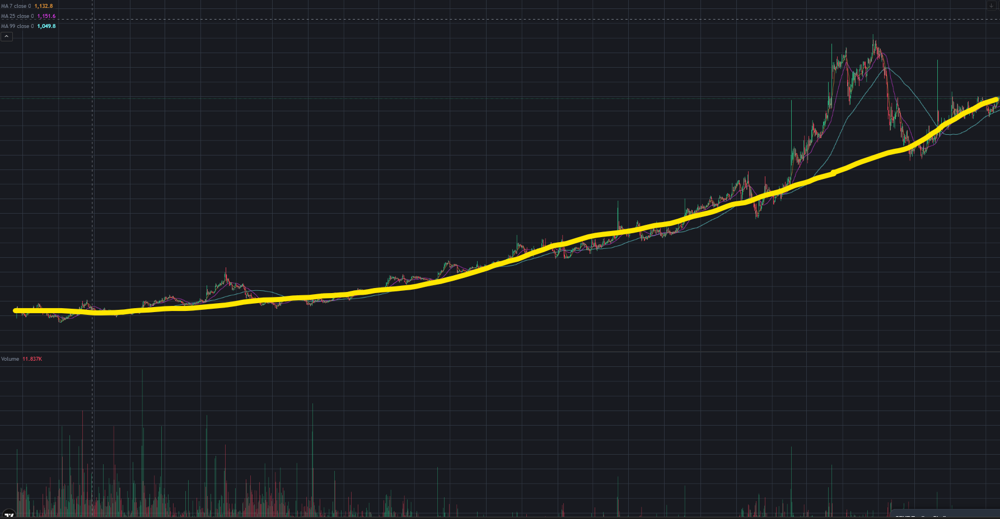 MA 7 close 0 1,132.8
MA 25 close 0 1,151.6
MA 99 close 0 1,049.8
Volume 11.837K